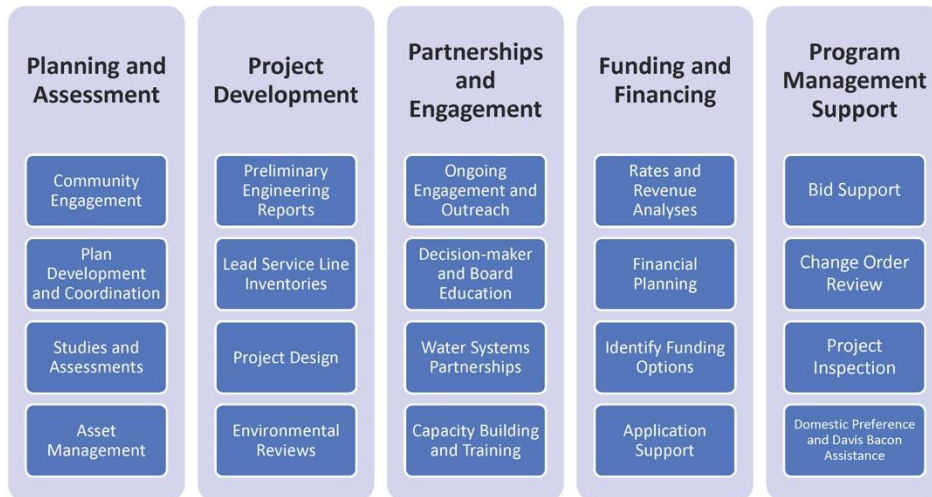 Planning and
Assessment
Community
Engagement
Plan
Development
and Coordination
Studies and
Assessments
Asset
Management
Project
Development
Preliminary
Engineering
Reports
Lead Service Line
Inventories
Project Design
Environmental
Reviews
Partnerships
and
Engagement
Ongoing
Engagement and
Outreach
Decision-maker
and Board
Education
Water Systems
Partnerships
Capacity Building
and Training
Funding and
Financing
Rates and
Revenue
Analyses
Financial
Planning
Identify Funding
Options
Application
Support
Program
Management
Support
Bid Support
Change Order
Review
Project
Inspection
Domestic Preference
and Davis Bacon
Assistance